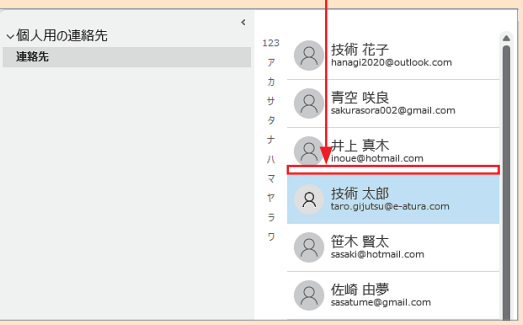 個人用の連絡先
連絡先
123
ア
カ
サ
タ
ナ
ハ
マ
ヤ
ラ
ワ
技術 花子
hanagi2020@outlook.com
青空 咲良
sakurasora002@gmail.com
井上 真木
inoue@hotmail.com
技術 太郎
taro.gijutsu@e-atura.com
笹木 賢太
sasaki@hotmail.com
佐崎 由夢
sasatume@gmail.com